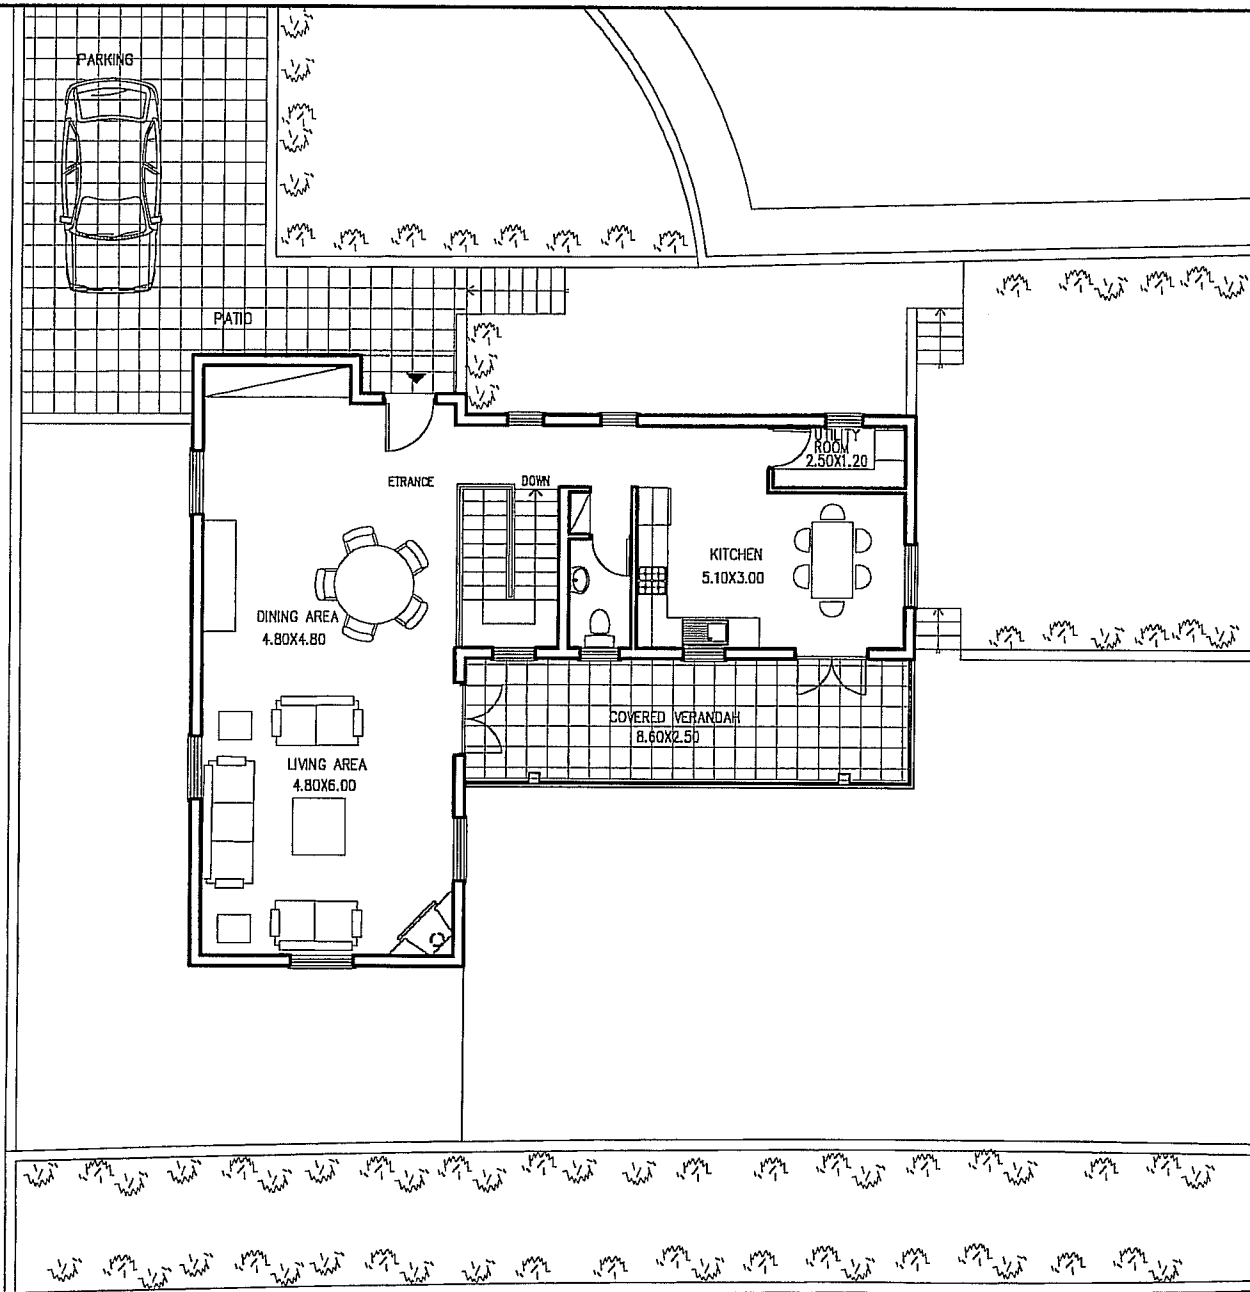 PARKING
PATIO
UTILITY
ROOM
2.50X1.20
ETRANCE
DOWN
KITCHEN
5.10X3.00
DINING AREA
4.80X4.80
COVERED VERANDAH
8.60X2.50
LIVING AREA
4.80X6.00